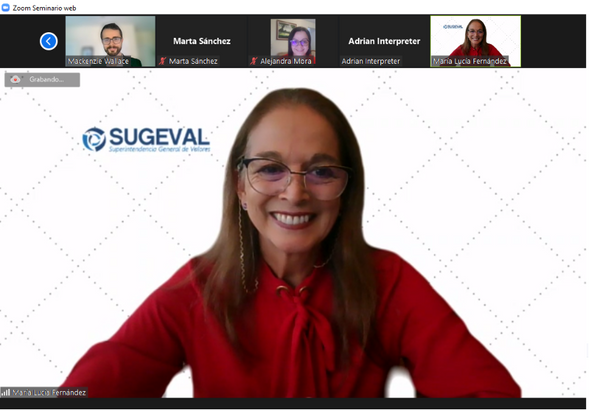 Zoom Seminario web
Mackenzie Wallace
Marta Sánchez
Marta Sánchez
Alejandra Mora
Adrian Interpreter
Adrian Interpreter
SUGEVAL
María Lucía Fernández
Grabando...
SUGEVAL
Superintendencia General de Valores
María Lucía Fernández